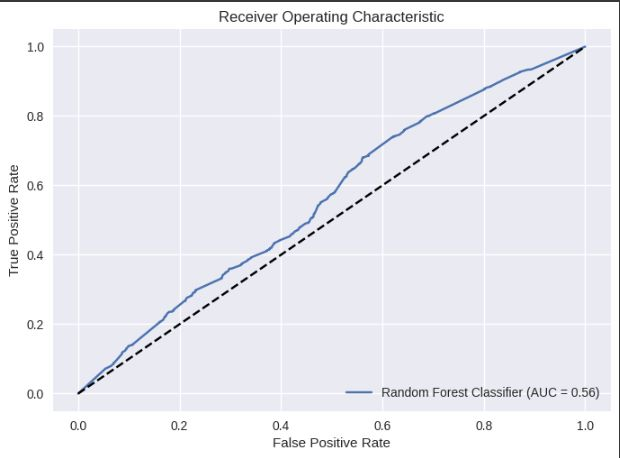 Receiver Operating Characteristic
True Positive Rate
1.0
0.8
0.6
0.4
0.2
0.0
Random Forest Classifier (AUC = 0.56)
0.0 0.2 0.4 0.6 0.8 1.0
False Positive Rate